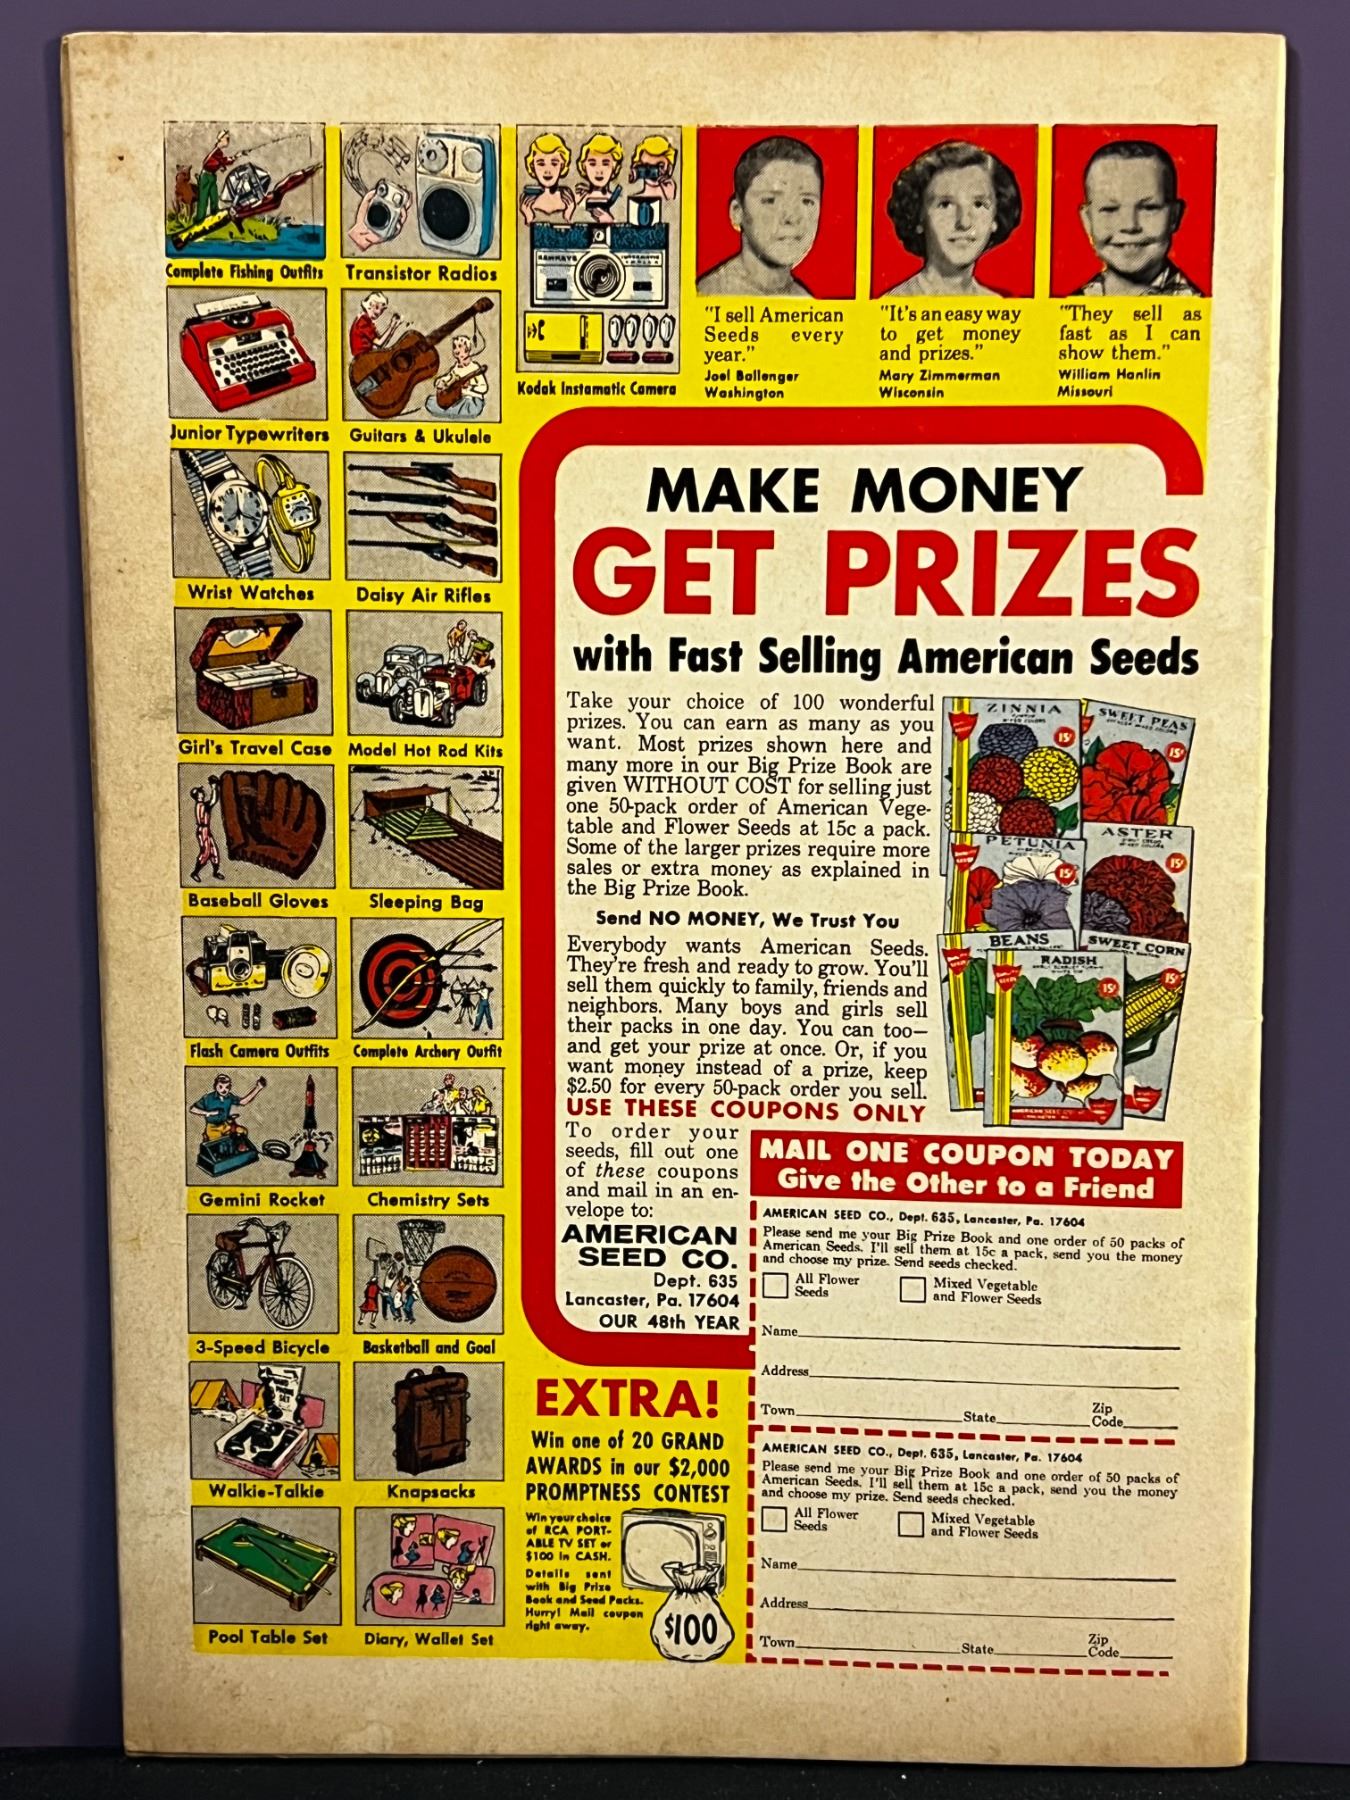 Complete Fishing Outfits
Transistor Radios
Kodak Instamatic Camera
Junior Typewriters
Guitars & Ukulele
Wrist Watches
Daisy Air Rifles
Girl's Travel Case
Model Hot Rod Kits
Baseball Gloves
Sleeping Bag
Flash Camera Outfits
Complete Archery Outfit
Gemini Rocket
Chemistry Sets
3-Speed Bicycle
Basketball and Goal
Walkie-Talkie
Knapsacks
Pool Table Set
Diary, Wallet Set
"I sell American
Seeds every
year."
Joel Ballenger
Washington
"It's an easy way
to get money
and prizes."
Mary Zimmerman
Wisconsin
"They sell as
fast as I can
show them."
William Hanlin
Missouri
MAKE MONEY
GET PRIZES
with Fast Selling American Seeds
Take your choice of 100 wonderful
prizes. You can earn as many as you
want. Most prizes shown here and
many more in our Big Prize Book are
given WITHOUT COST for selling just
one 50-pack order of American Vege-
table and Flower Seeds at 15c a pack.
Some of the larger prizes require more
sales or extra money as explained in
the Big Prize Book.
Send NO MONEY, We Trust You
Everybody wants American Seeds.
They're fresh and ready to grow. You'll
sell them quickly to family, friends and
neighbors. Many boys and girls sell
their packs in one day. You can too—
and get your prize at once. Or, if you
want money instead of a prize, keep
$2.50 for every 50-pack order you sell.
USE THESE COUPONS ONLY
To order your
seeds, fill out one
of these coupons
and mail in an en-
velope to:
AMERICAN
SEED CO.
Dept. 635
Lancaster, Pa. 17604
OUR 48th YEAR
ZINNIA
15¢
SWEET PEAS
15¢
PETUNIA
15¢
ASTER
15¢
BEANS
SWEET CORN
15¢
RADISH
15¢
MAIL ONE COUPON TODAY
Give the Other to a Friend
AMERICAN SEED CO., Dept. 635, Lancaster, Pa. 17604
Please send me your Big Prize Book and one order of 50 packs of
American Seeds. I'll sell them at 15c a pack, send you the money
and choose my prize. Send seeds checked.
All Flower
Seeds
Mixed Vegetable
and Flower Seeds
Name
Address
Town State Zip
Code
AMERICAN SEED CO., Dept. 635, Lancaster, Pa. 17604
Please send me your Big Prize Book and one order of 50 packs of
American Seeds. I'll sell them at 15c a pack, send you the money
and choose my prize. Send seeds checked.
All Flower
Seeds
Mixed Vegetable
and Flower Seeds
Name
Address
Town State Zip
Code
EXTRA!
Win one of 20 GRAND
AWARDS in our $2,000
PROMPTNESS CONTEST
Win your choice
of RCA PORT-
ABLE TV SET or
$100 in CASH.
Details sent
with Big Prize
Book and Seed Packs.
Hurry! Mail coupon
right away.
$100